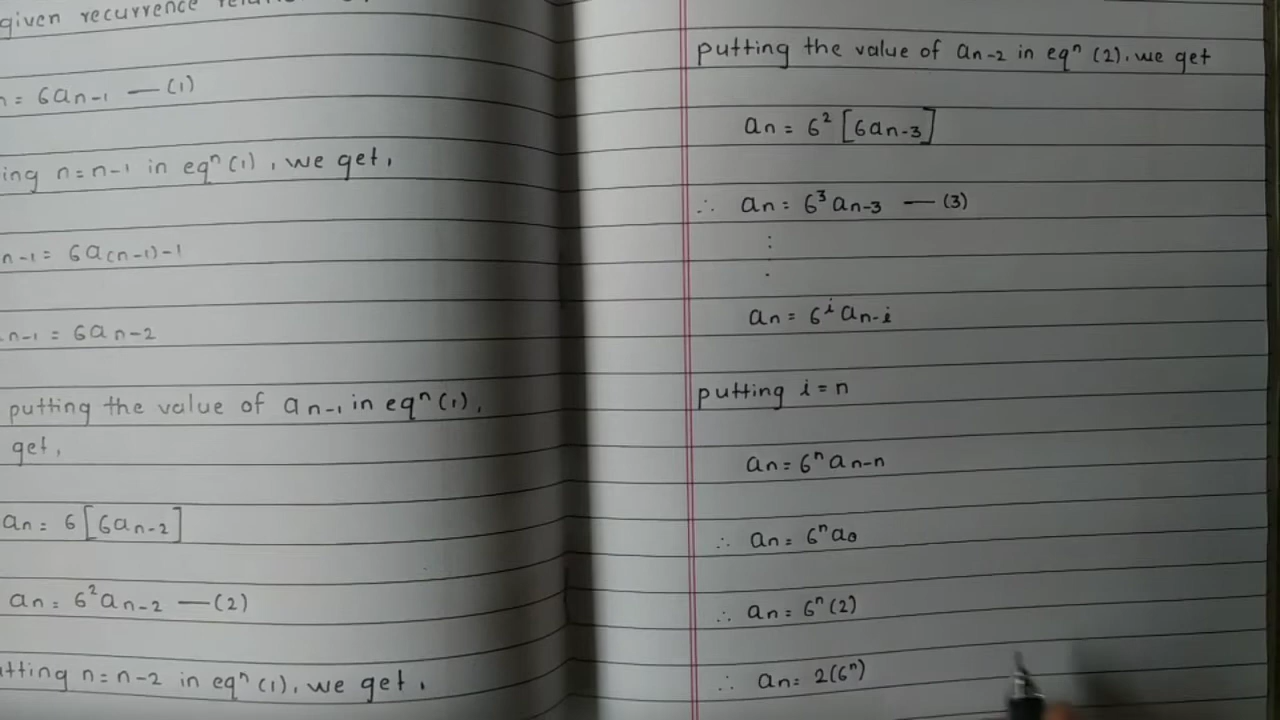 given recurrence
= 6an-1 — (1)
ing n=n-1 in eqⁿ(1), we get,
n-1 = 6a(n-1)-1
n-1 = 6an-2
putting the value of an-1 in eqⁿ(1),
get,
an = 6[6an-2]
an = 6²an-2 — (2)
tting n=n-2 in eqⁿ(1), we get,
putting the value of an-2 in eqⁿ(2), we get
an = 6²[6an-3]
∴ an = 6³an-3 — (3)
⋮
an = 6ⁱan-i
putting i=n
an = 6ⁿan-n
∴ an = 6ⁿa0
∴ an = 6ⁿ(2)
∴ an = 2(6ⁿ)